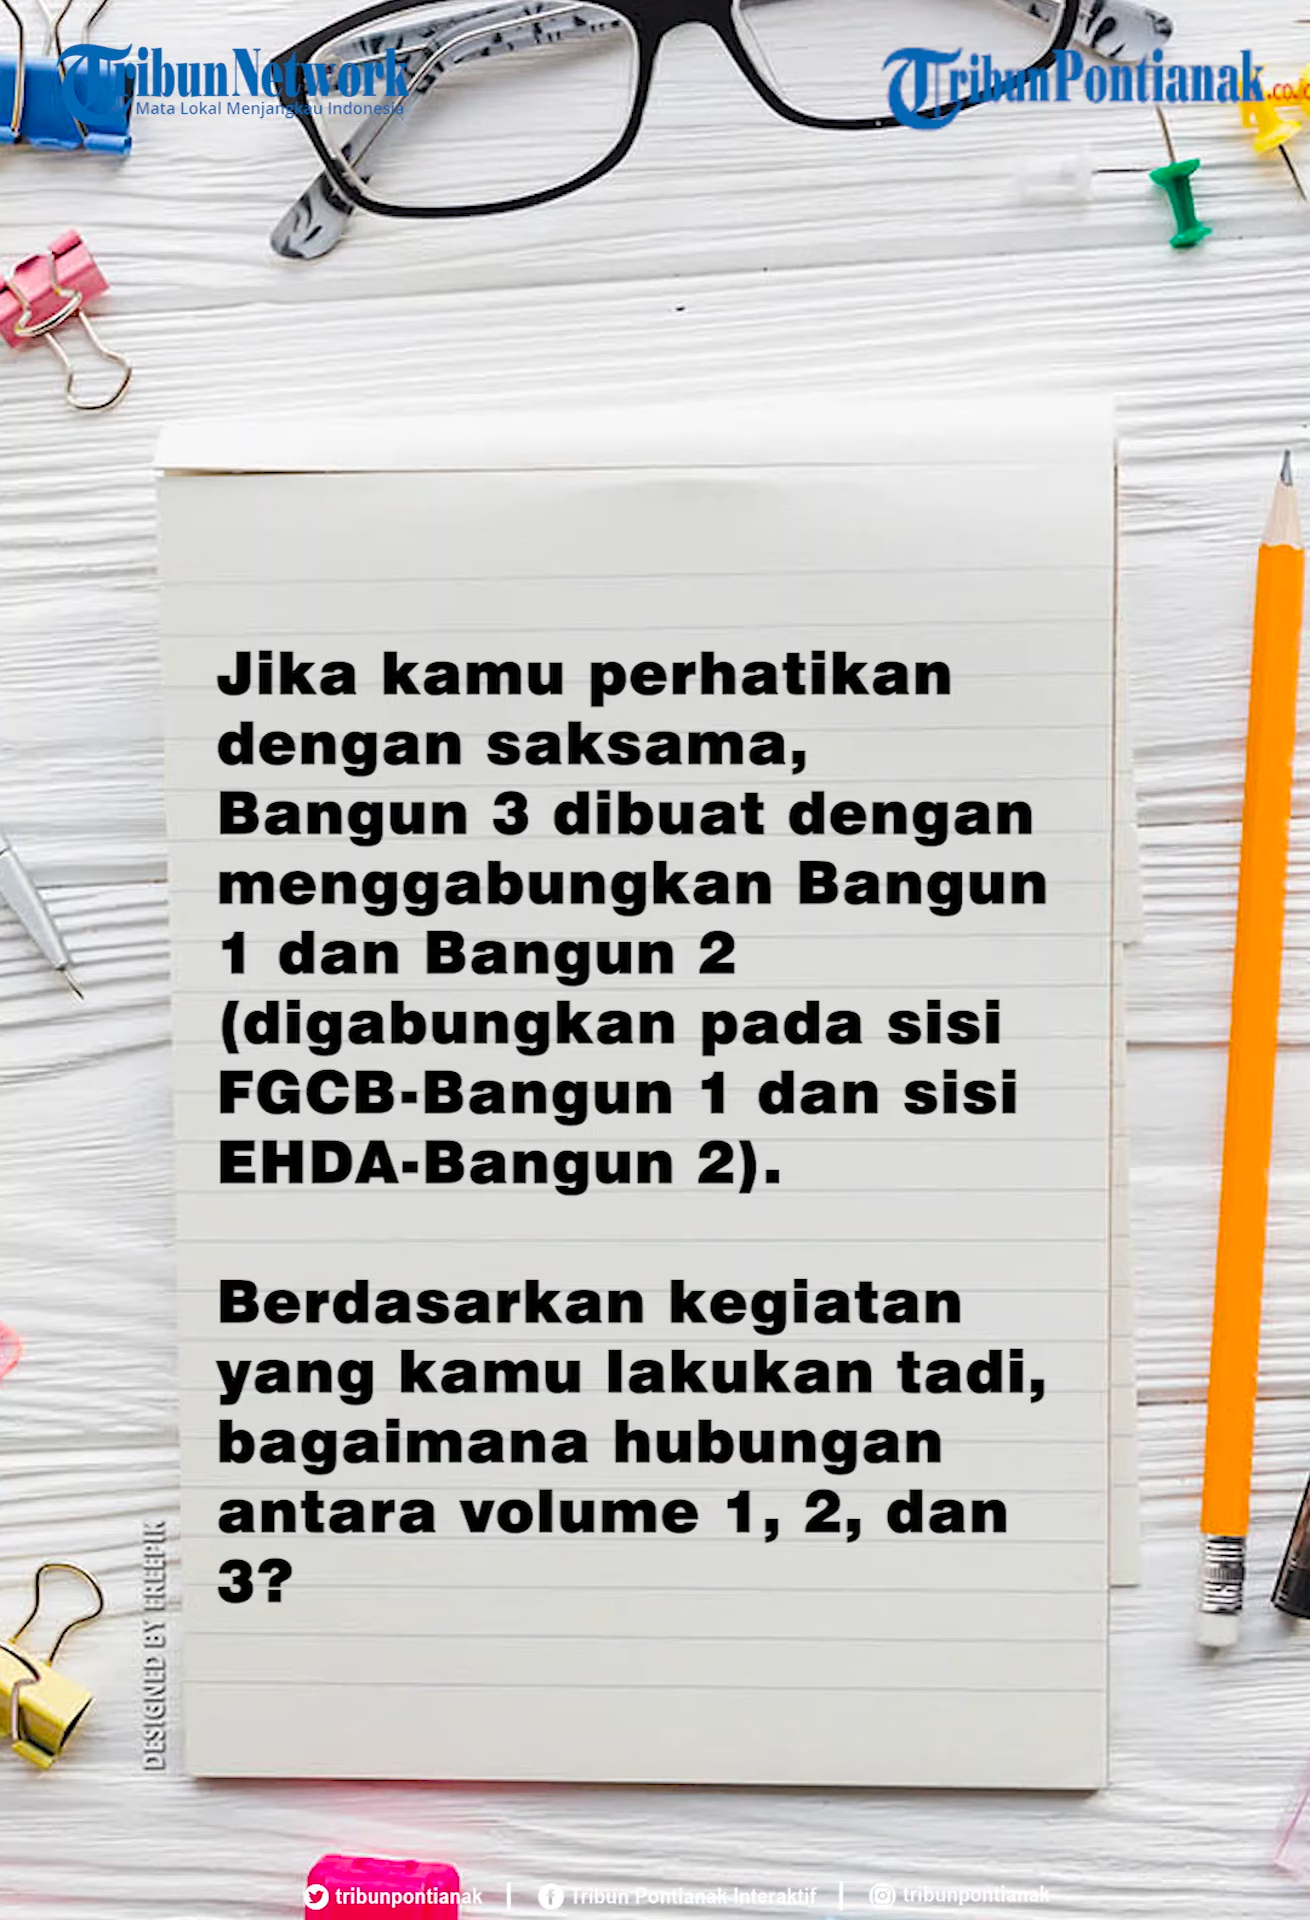 TribunNetwork
Mata Lokal Menjangkau Indonesia
TribunPontianak.co.id
Jika kamu perhatikan
dengan saksama,
Bangun 3 dibuat dengan
menggabungkan Bangun
1 dan Bangun 2
(digabungkan pada sisi
FGCB-Bangun 1 dan sisi
EHDA-Bangun 2).
Berdasarkan kegiatan
yang kamu lakukan tadi,
bagaimana hubungan
antara volume 1, 2, dan
3?
DESIGNED BY FREEPIK
tribunpontianak | Tribun Pontianak Interaktif | tribunpontianak